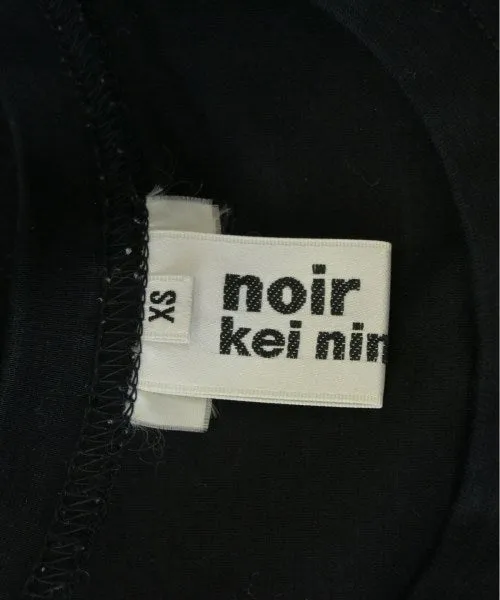 noir
kei nin
XS